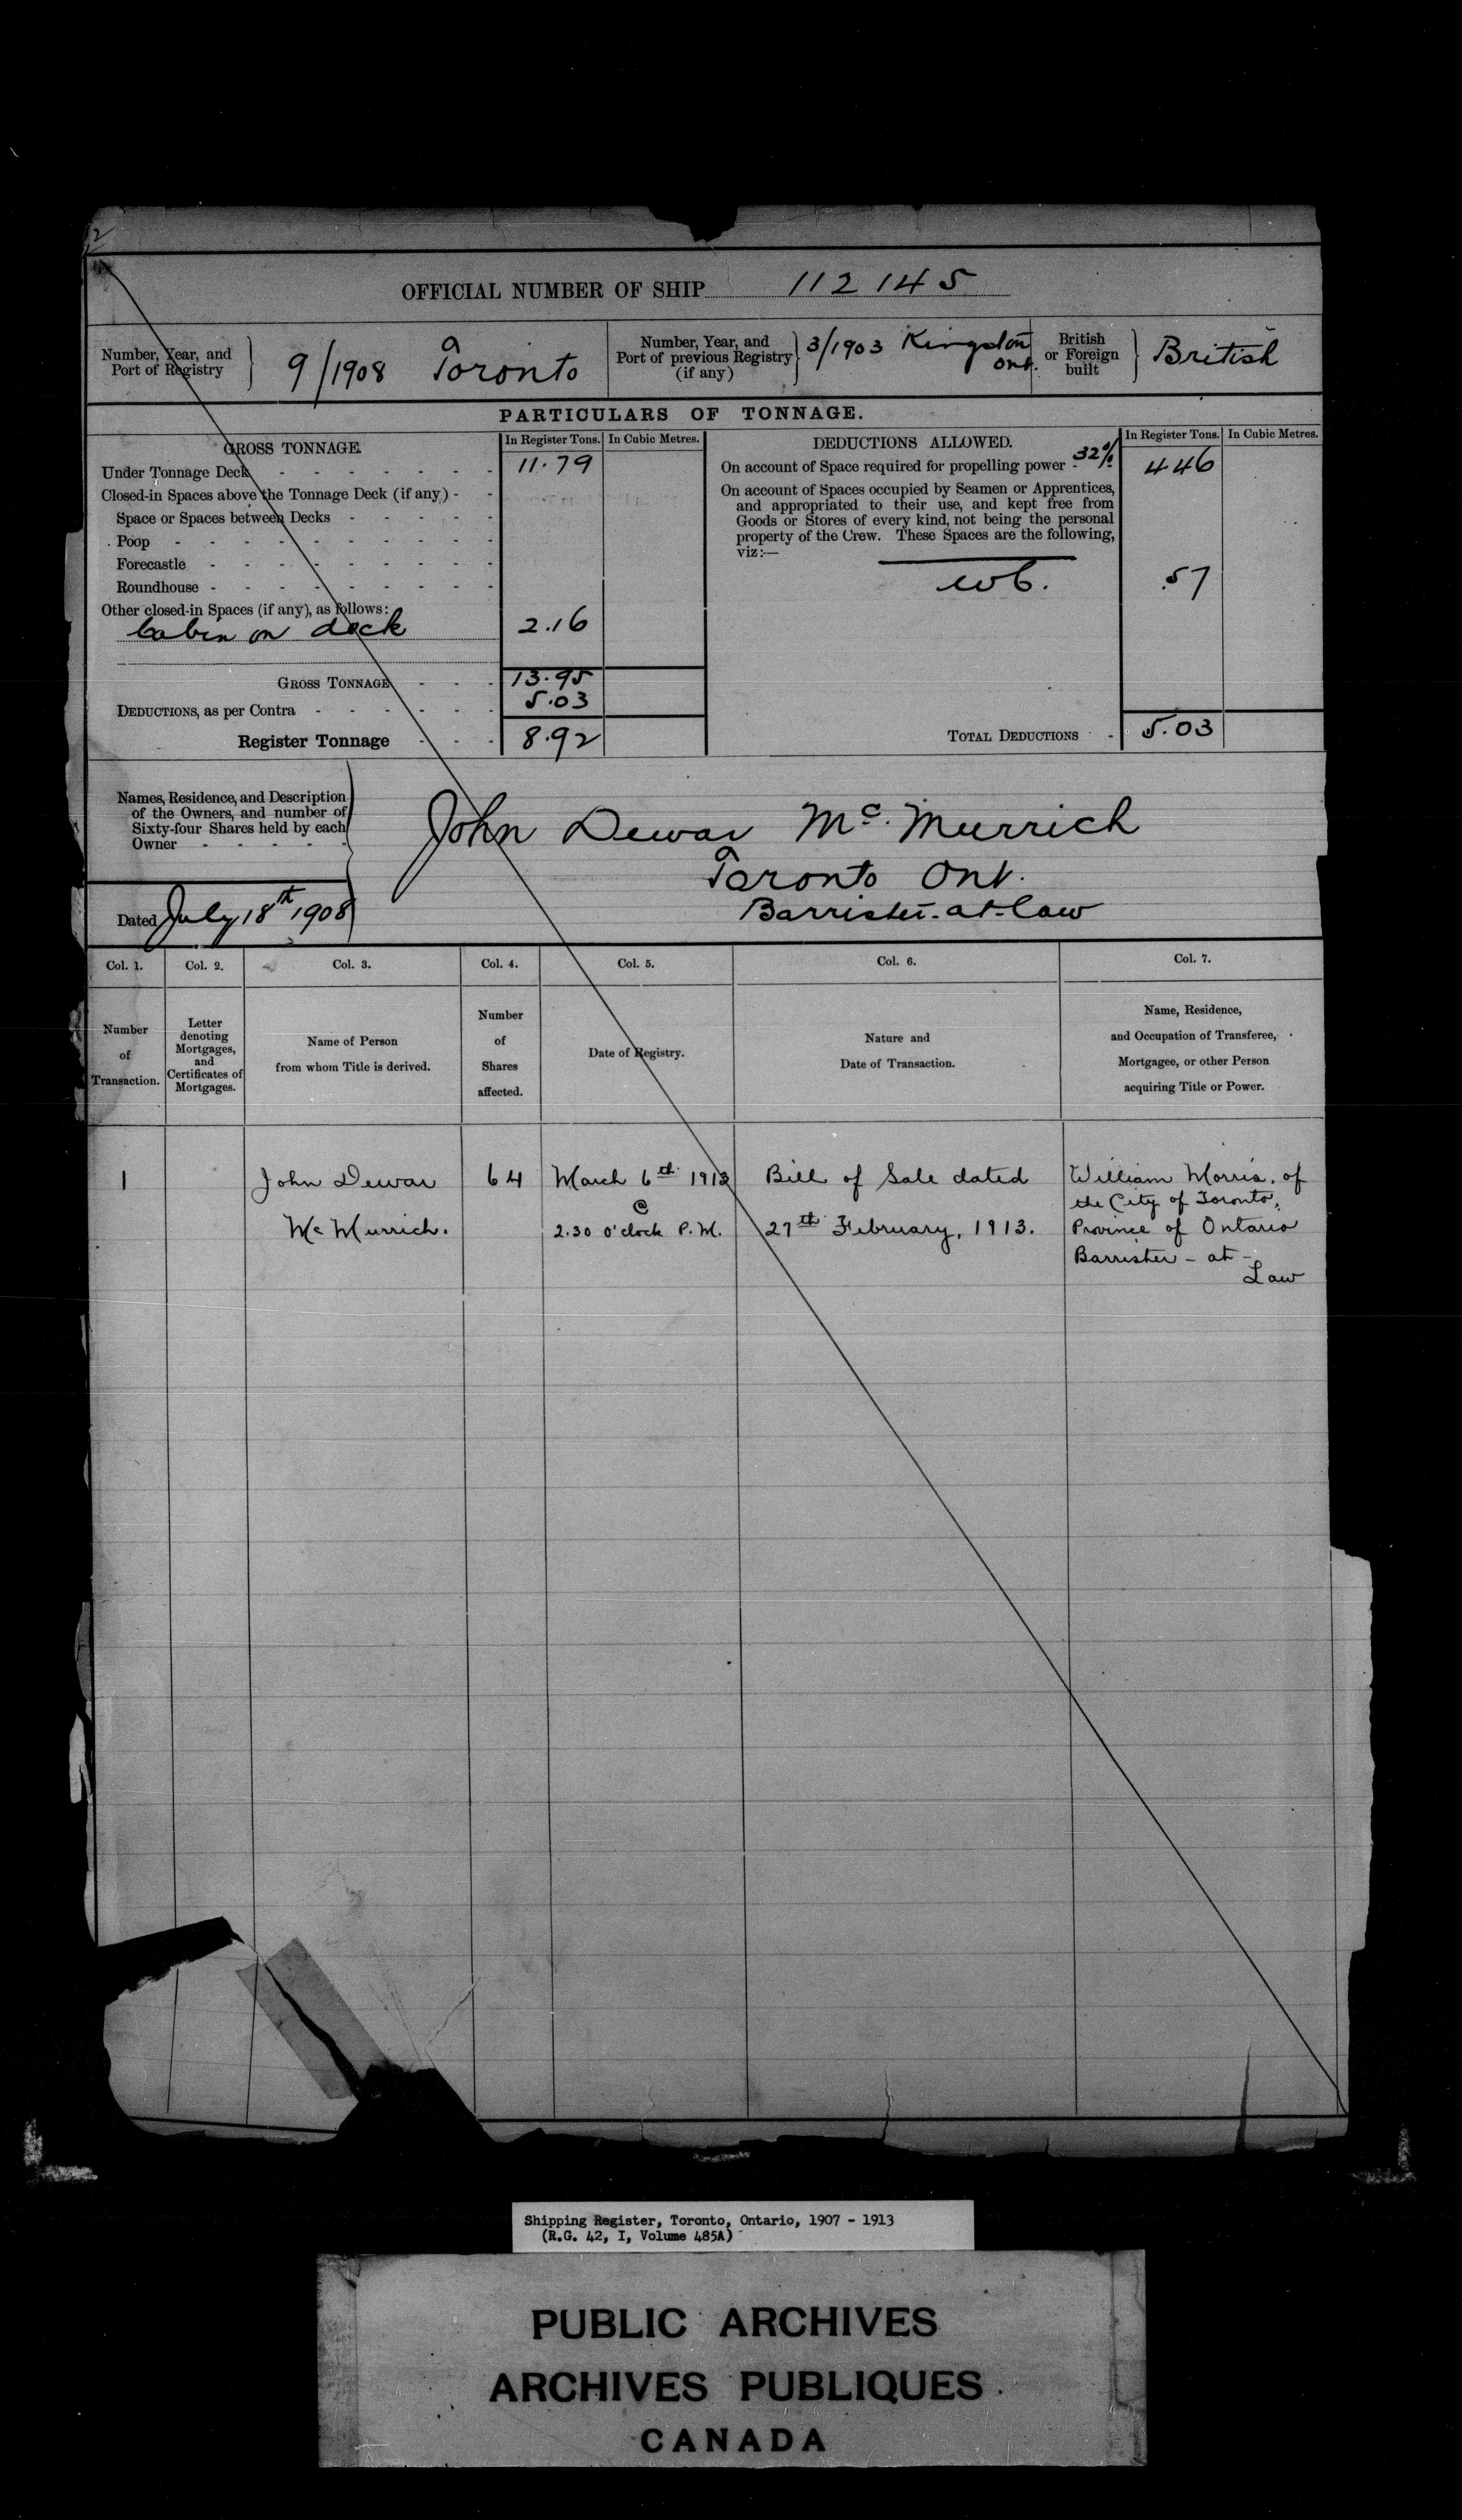 2
OFFICIAL NUMBER OF SHIP 112145
Number, Year, and Port of Registry } 9/1908 Toronto
Number, Year, and Port of previous Registry (if any) } 3/1903 Kingston Ont.
British or Foreign built } British
PARTICULARS OF TONNAGE.
GROSS TONNAGE In Register Tons. In Cubic Metres.
Under Tonnage Deck - - - - - - - 11.79
Closed-in Spaces above the Tonnage Deck (if any) - -
Space or Spaces between Decks - - - - -
Poop - - - - - - - - - -
Forecastle - - - - - - - -
Roundhouse - - - - - - - -
Other closed-in Spaces (if any), as follows:
Cabin on deck 2.16
GROSS TONNAGE - - - 13.95
DEDUCTIONS, as per Contra - - - - - - 5.03
Register Tonnage - - - 8.92
DEDUCTIONS ALLOWED. In Register Tons. In Cubic Metres.
On account of Space required for propelling power - 32% 4.46
On account of Spaces occupied by Seamen or Apprentices,
and appropriated to their use, and kept free from
Goods or Stores of every kind, not being the personal
property of the Crew. These Spaces are the following,
viz:—
.57
TOTAL DEDUCTIONS - 5.03
Names, Residence, and Description
of the Owners, and number of
Sixty-four Shares held by each
Owner - - - - -
John Dewar McMurrich
Toronto Ont.
Barrister-at-law
Dated July 18th 1908
Col. 1. Col. 2. Col. 3. Col. 4. Col. 5. Col. 6. Col. 7.
Number of Transaction.
Letter denoting Mortgages, and Certificates of Mortgages.
Name of Person from whom Title is derived.
Number of Shares affected.
Date of Registry.
Nature and Date of Transaction.
Name, Residence, and Occupation of Transferee, Mortgagee, or other Person acquiring Title or Power.
1 John Dewar 64 March 6th 1913 Bill of Sale dated William Morris, of
the City of Toronto,
McMurrich. @ 2.30 O'clock P.M. 27th February, 1913. Province of Ontario
Barrister-at-
Law
Shipping Register, Toronto, Ontario, 1907 - 1913
(R.G. 42, I, Volume 485A)
PUBLIC ARCHIVES
ARCHIVES PUBLIQUES
CANADA